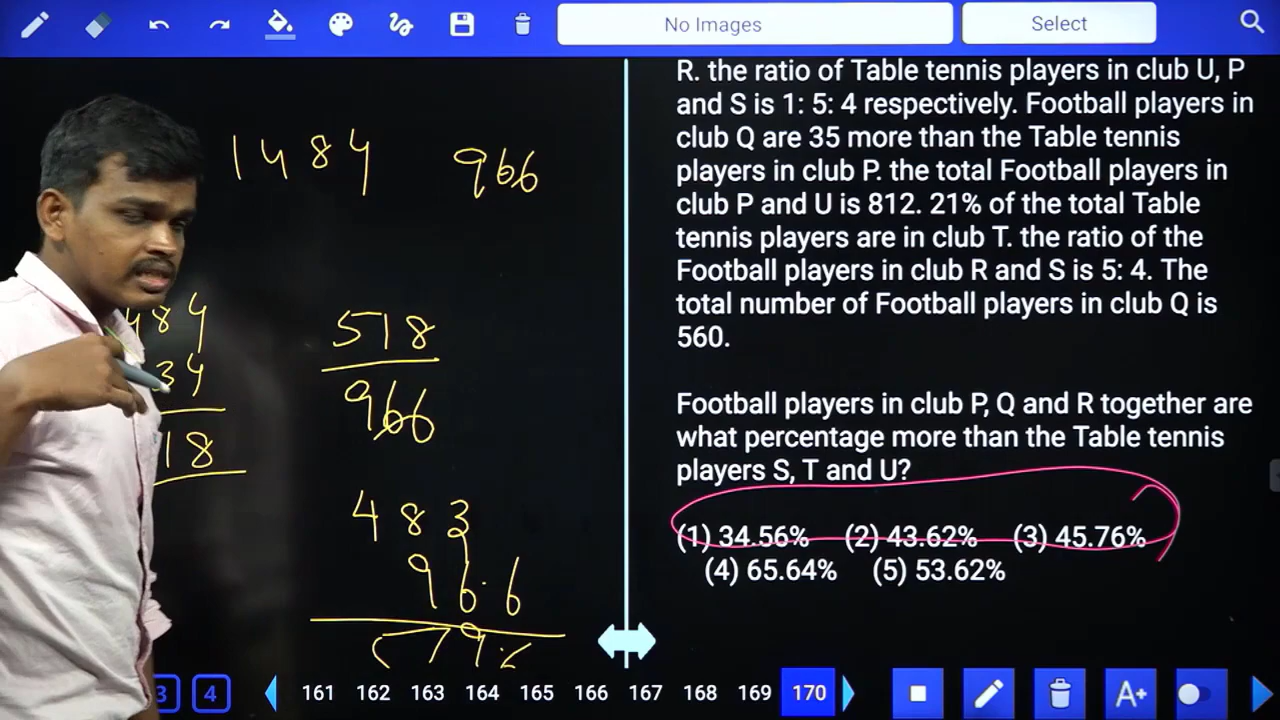 No Images
Select
R. the ratio of Table tennis players in club U, P
and S is 1: 5: 4 respectively. Football players in
club Q are 35 more than the Table tennis
players in club P. the total Football players in
club P and U is 812. 21% of the total Table
tennis players are in club T. the ratio of the
Football players in club R and S is 5: 4. The
total number of Football players in club Q is
560.
Football players in club P, Q and R together are
what percentage more than the Table tennis
players S, T and U?
(1) 34.56% (2) 43.62% (3) 45.76%
(4) 65.64% (5) 53.62%
1484 966
484
34
18
518
966
483
96.6
579.6
3 4 161 162 163 164 165 166 167 168 169 170 A+